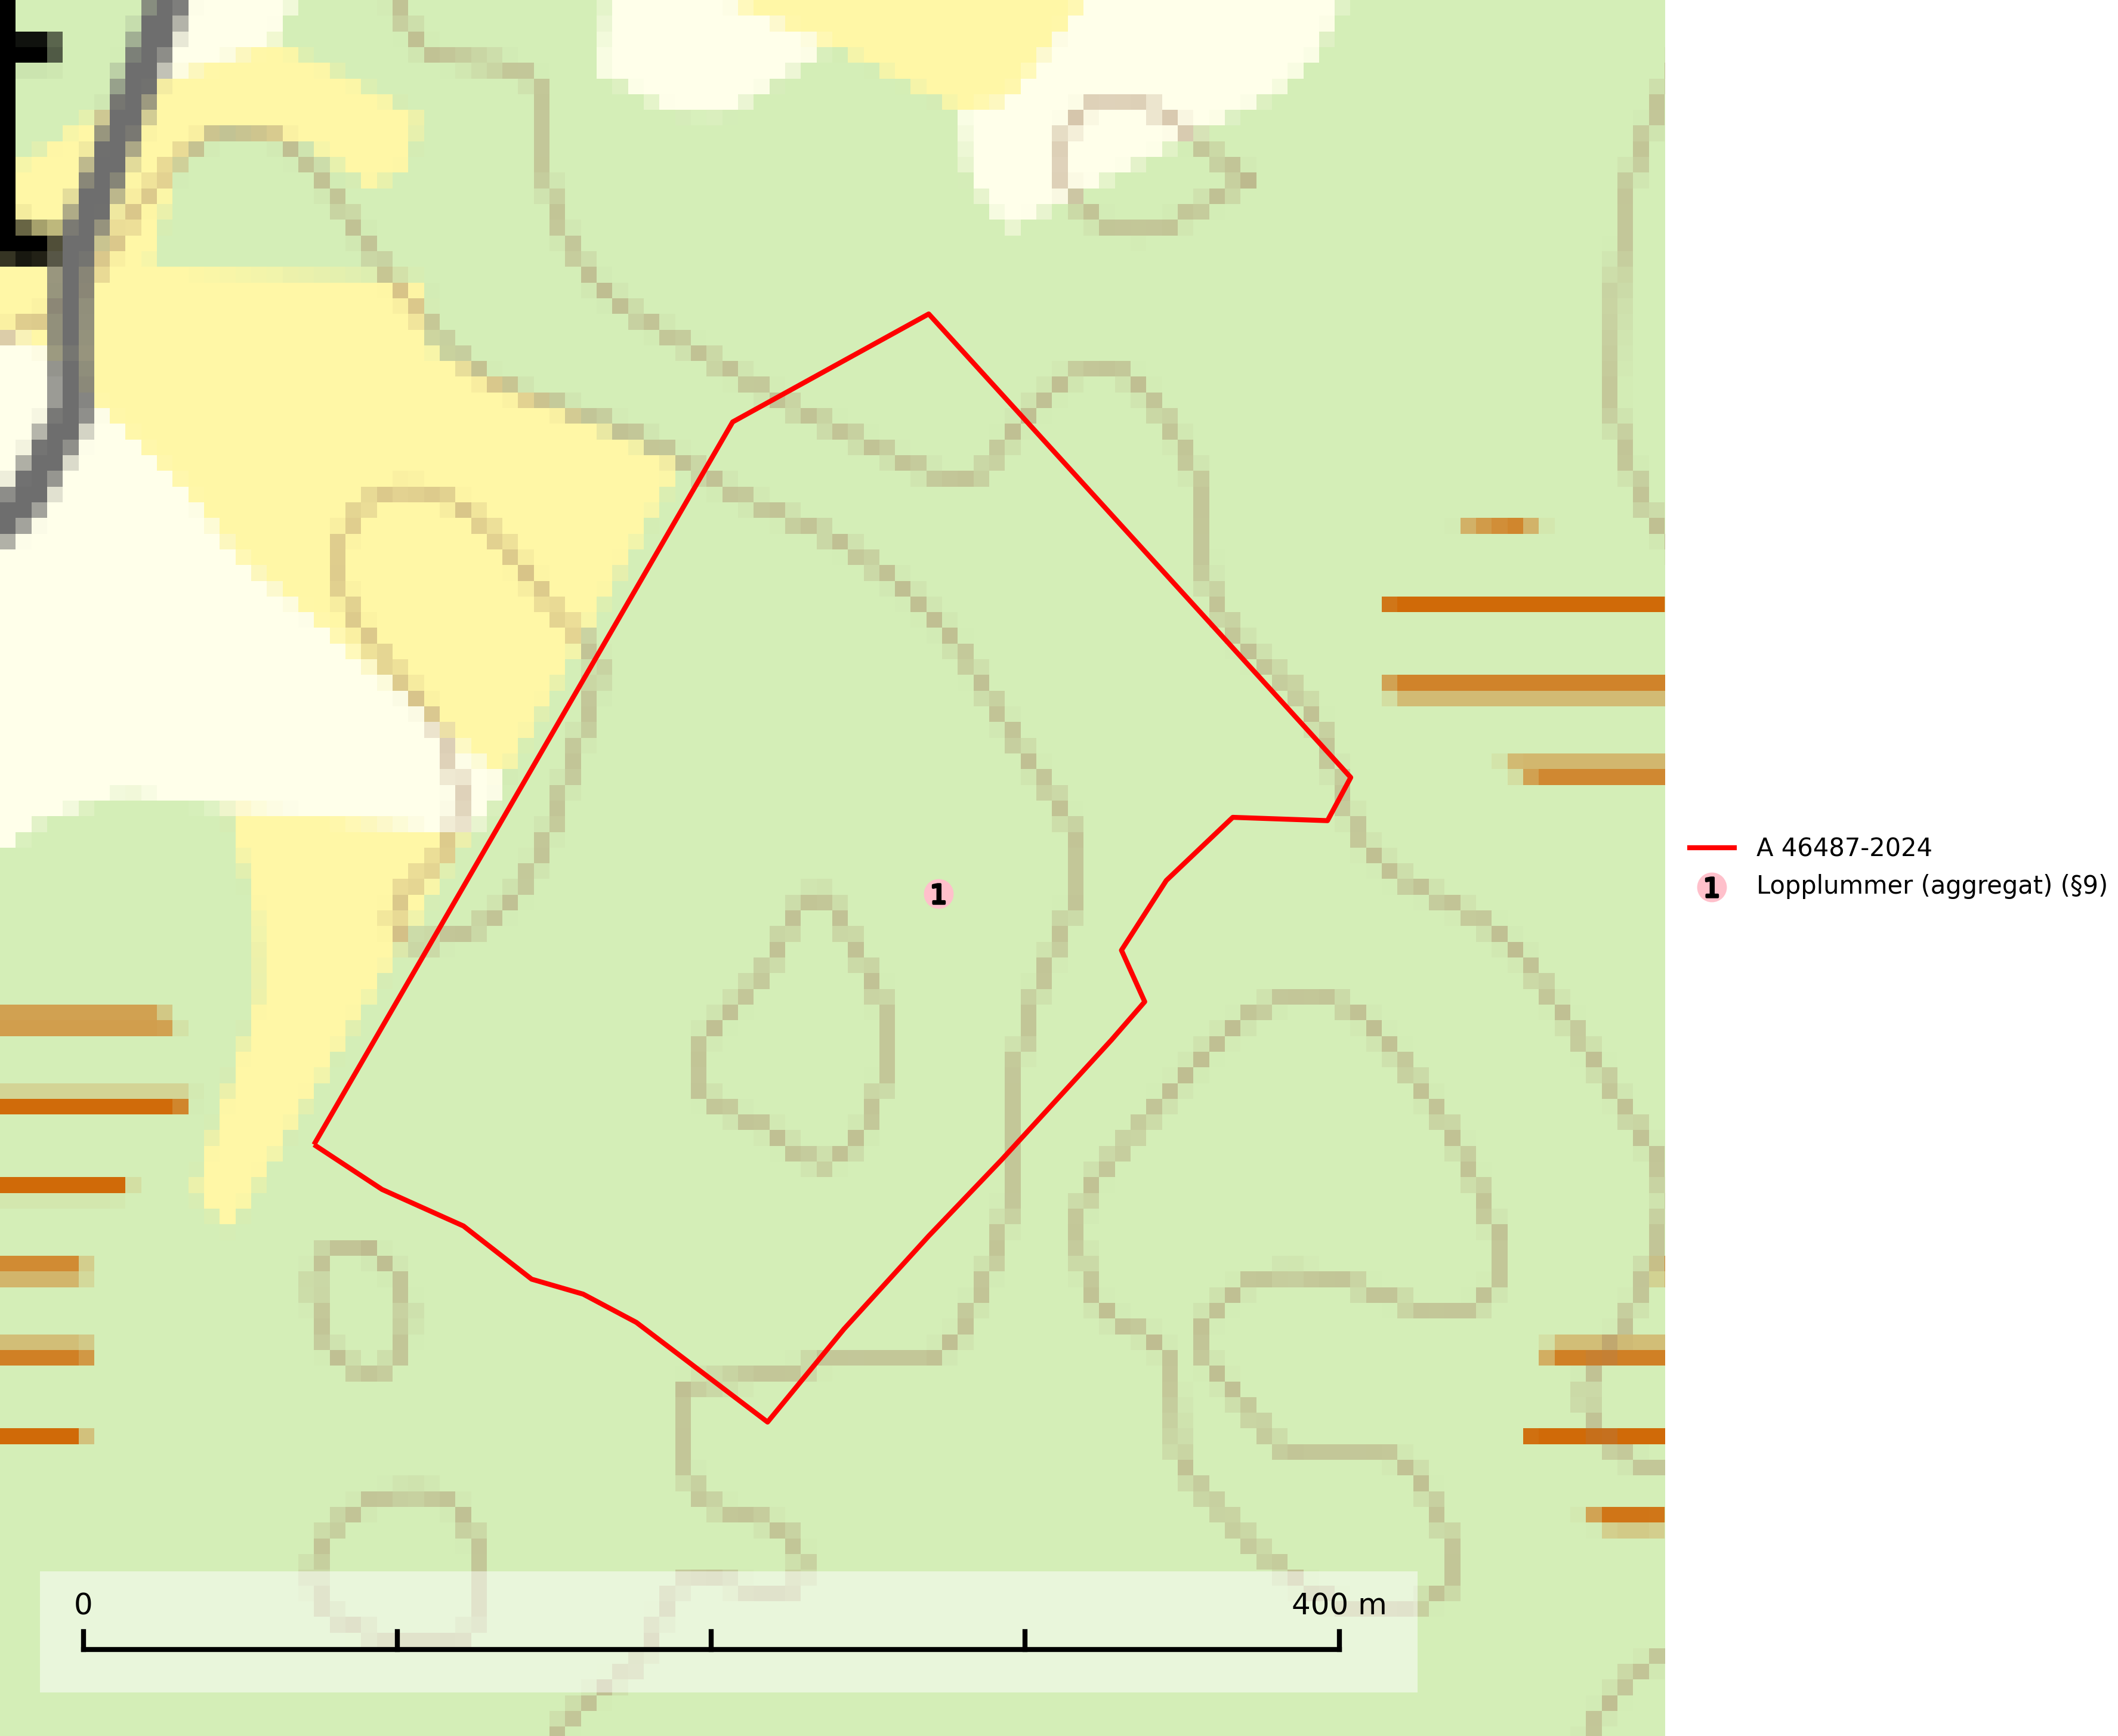 1
A 46487-2024
1 Lopplummer (aggregat) (§9)
0 400 m